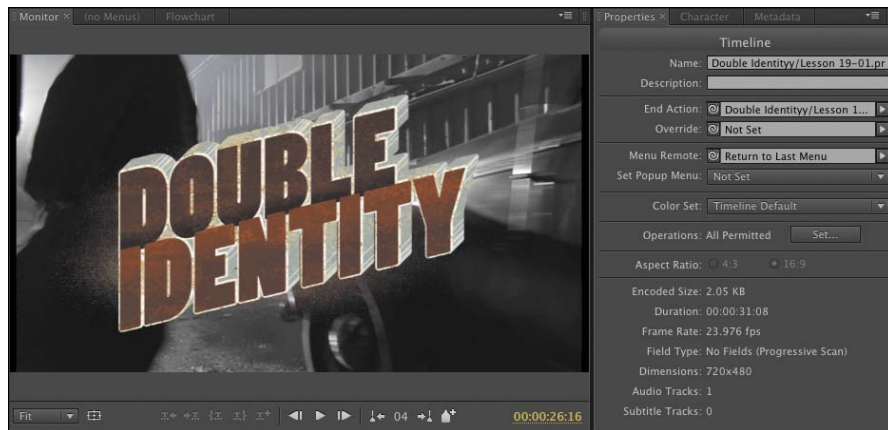 Monitor × (no Menus) Flowchart
DOUBLE
IDENTITY
Fit 04 00:00:26:16
Properties × Character Metadata
Timeline
Name: Double Identityy/Lesson 19-01.pr
Description:
End Action: Double Identityy/Lesson 1...
Override: Not Set
Menu Remote: Return to Last Menu
Set Popup Menu: Not Set
Color Set: Timeline Default
Operations: All Permitted Set...
Aspect Ratio: 4:3 16:9
Encoded Size: 2.05 KB
Duration: 00:00:31:08
Frame Rate: 23.976 fps
Field Type: No Fields (Progressive Scan)
Dimensions: 720x480
Audio Tracks: 1
Subtitle Tracks: 0